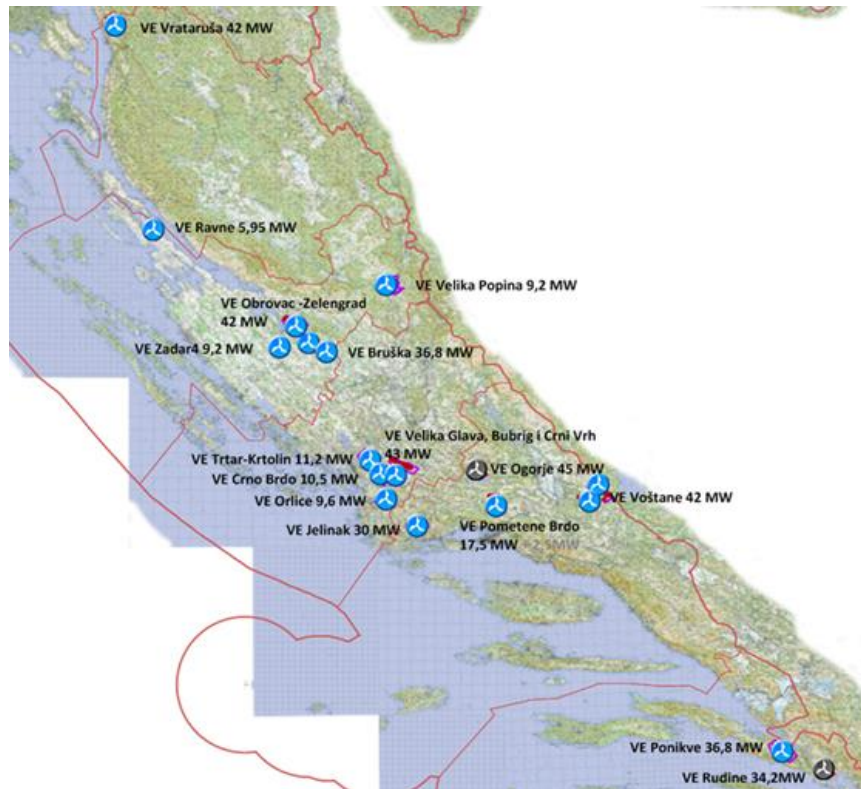 VE Vrataruša 42 MW
VE Ravne 5,95 MW
VE Velika Popina 9,2 MW
VE Obrovac -Zelengrad
42 MW
VE Zadar4 9,2 MW
VE Bruška 36,8 MW
VE Velika Glava, Bubrig i Crni Vrh
43 MW
VE Trtar-Krtolin 11,2 MW
VE Crno Brdo 10,5 MW
VE Ogorje 45 MW
VE Orlice 9,6 MW
VE Voštane 42 MW
VE Jelinak 30 MW
VE Pometene Brdo
17,5 MW +2,5MW
VE Ponikve 36,8 MW
VE Rudine 34,2MW